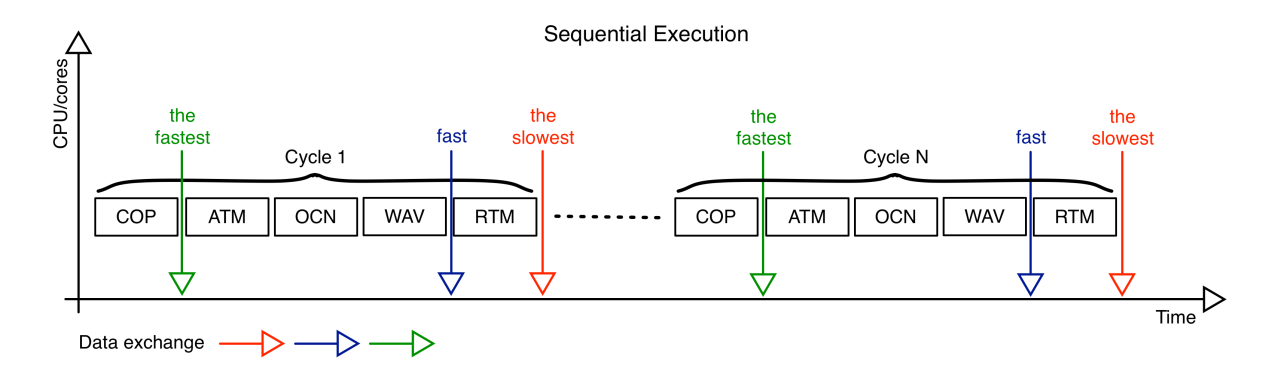 Sequential Execution
CPU/cores
the
fastest
fast
the
slowest
the
fastest
fast
the
slowest
Cycle 1
Cycle N
COP
ATM
OCN
WAV
RTM
COP
ATM
OCN
WAV
RTM
Time
Data exchange